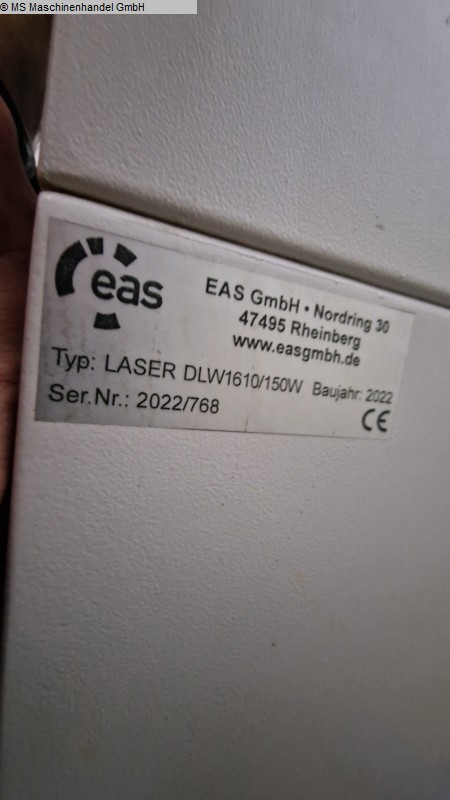 © MS Maschinenhandel GmbH
eas
EAS GmbH • Nordring 30
47495 Rheinberg
www.easgmbh.de
Typ: LASER DLW1610/150W Baujahr: 2022
Ser.Nr.: 2022/768
CE